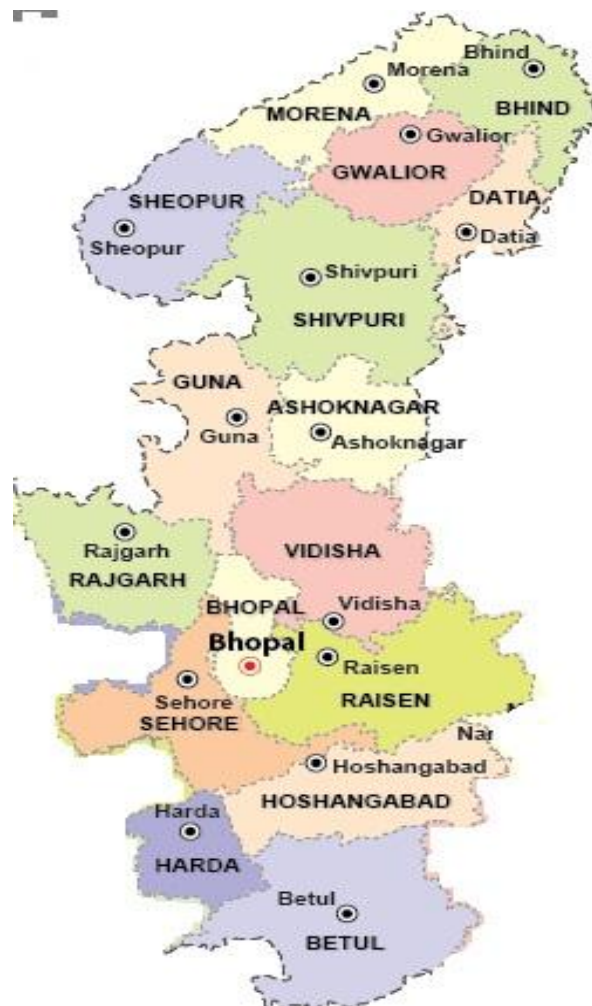 Bhind
Morena
BHIND
MORENA
Gwalior
GWALIOR
DATIA
SHEOPUR
Datia
Sheopur
Shivpuri
SHIVPURI
GUNA
ASHOKNAGAR
Guna
Ashoknagar
Rajgarh
VIDISHA
RAJGARH
BHOPAL
Vidisha
Bhopal
Raisen
Sehore
RAISEN
SEHORE
Nar
Hoshangabad
HOSHANGABAD
Harda
HARDA
Betul
BETUL